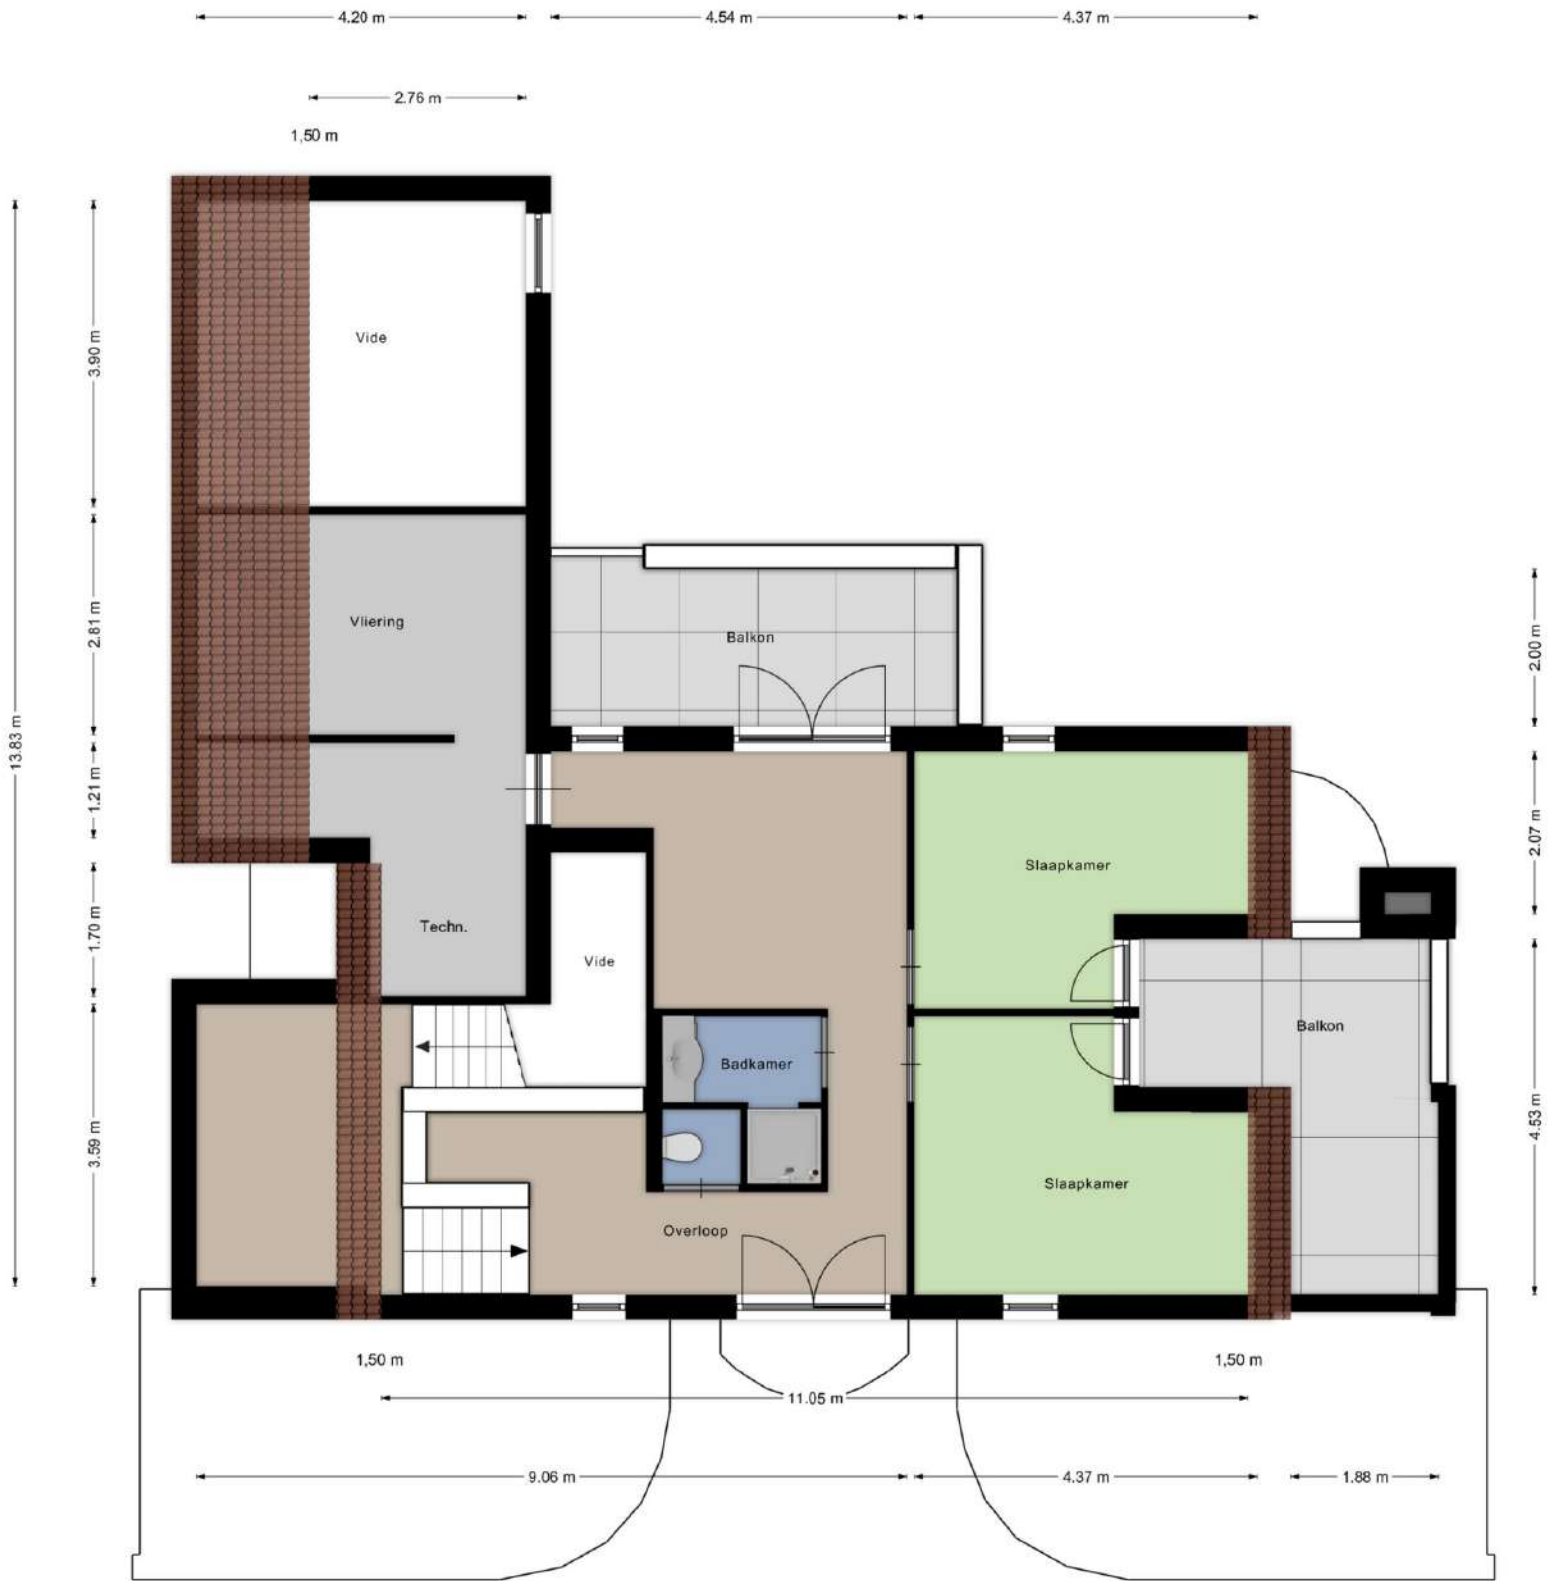 4.20 m
4.54 m
4.37 m
2.76 m
1,50 m
Vide
3.90 m
Vliering
2.81 m
Balkon
2.00 m
13.83 m
1.21 m
2.07 m
Slaapkamer
Techn.
1.70 m
Vide
Balkon
Badkamer
4.53 m
3.59 m
Slaapkamer
Overloop
1,50 m
1,50 m
11.05 m
9.06 m
4.37 m
1.88 m